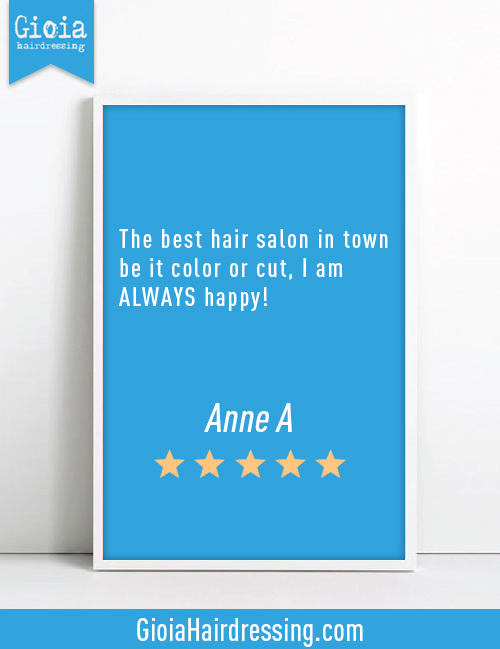 Gioia
hairdressing
The best hair salon in town
be it color or cut, I am
ALWAYS happy!
Anne A
GioiaHairdressing.com